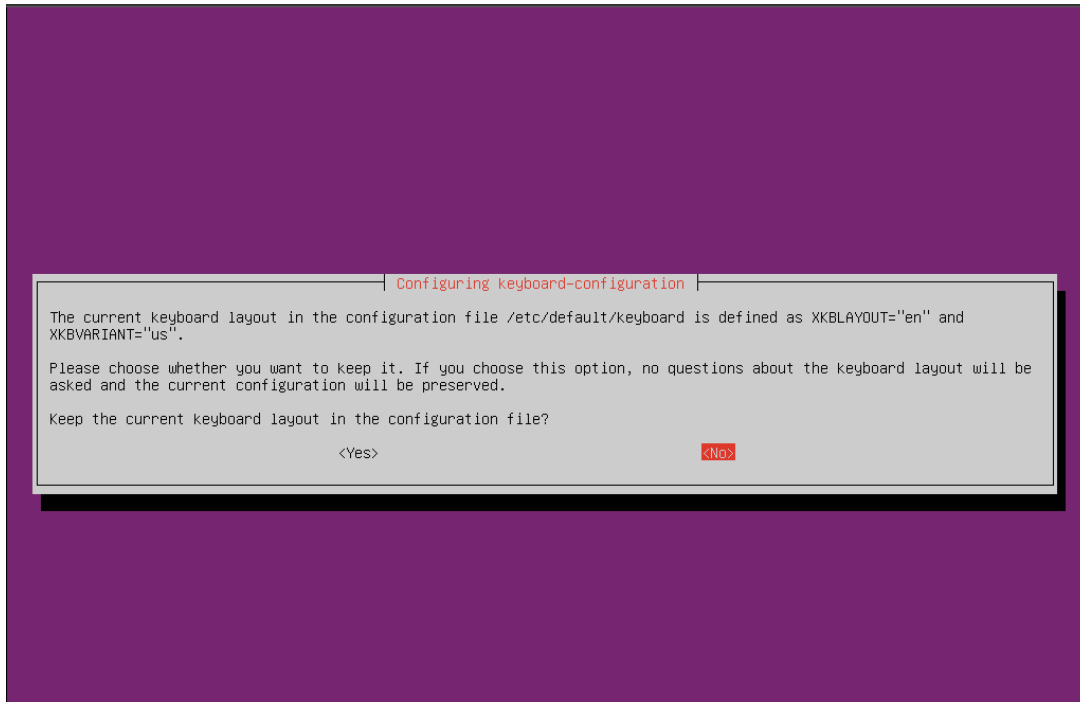 Configuring keyboard-configuration
The current keyboard layout in the configuration file /etc/default/keyboard is defined as XKBLAYOUT="en" and
XKBVARIANT="us".
Please choose whether you want to keep it. If you choose this option, no questions about the keyboard layout will be
asked and the current configuration will be preserved.
Keep the current keyboard layout in the configuration file?
<Yes> <No>